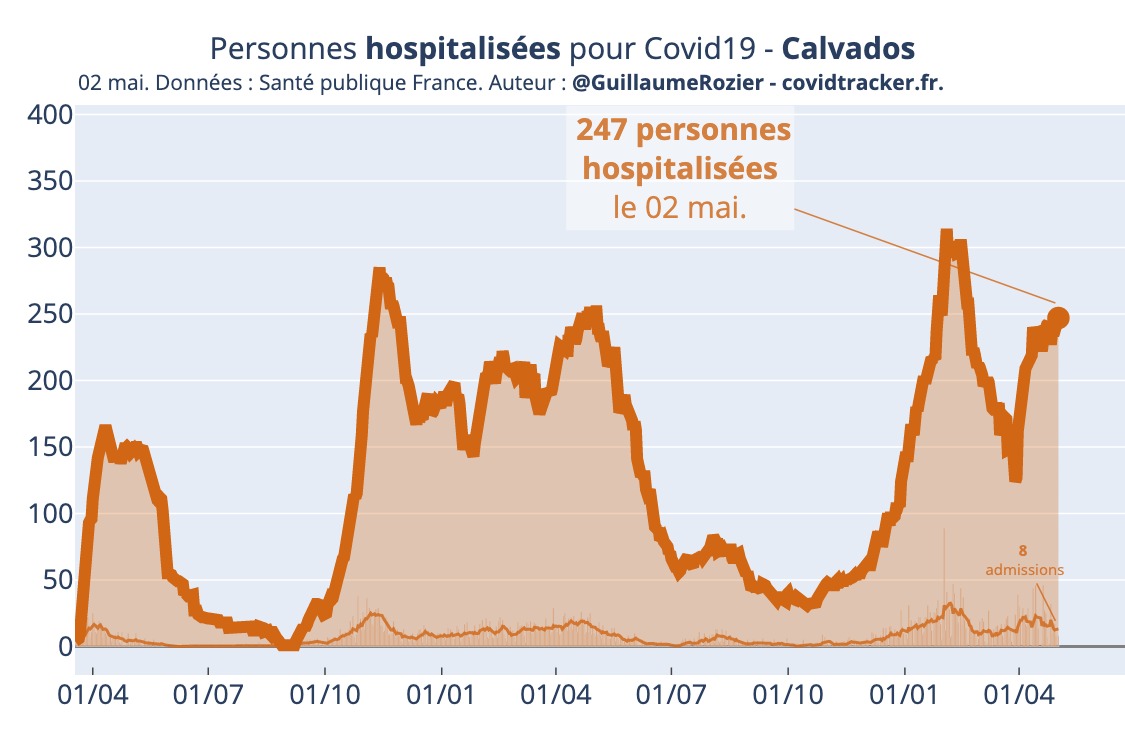 Personnes hospitalisées pour Covid19 - Calvados
02 mai. Données : Santé publique France. Auteur : @GuillaumeRozier - covidtracker.fr.
400
247 personnes
hospitalisées
le 02 mai.
350
300
250
200
150
100
8
admissions
50
0
01/04 01/07 01/10 01/01 01/04 01/07 01/10 01/01 01/04